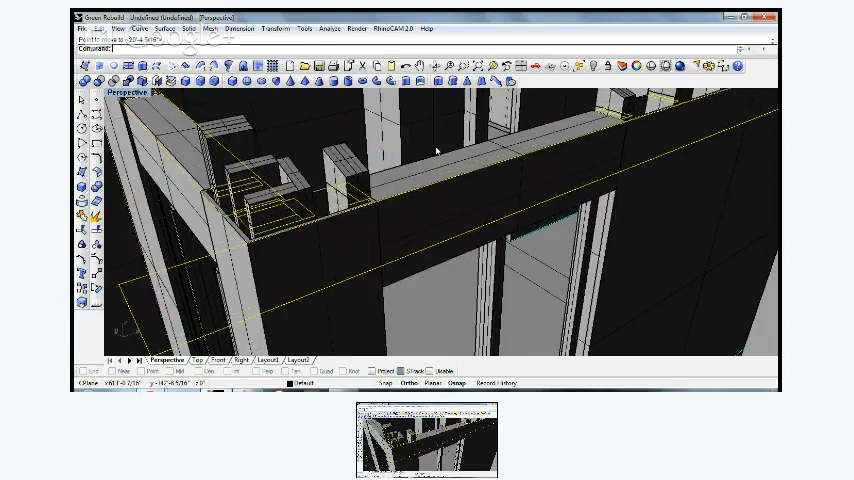 Green Rebuild - Undefined (Undefined) - [Perspective]
File Edit View Curve Surface Solid Mesh Dimension Transform Tools Analyze Render RhinoCAM 2.0 Help
Google+
Command:
Perspective
Perspective Top Front Right Layout1 Layout2
End Near Point Mid Cen Int Perp Tan Quad Knot Project STrack Disable
CPlane Default Snap Ortho Planar Osnap Record History